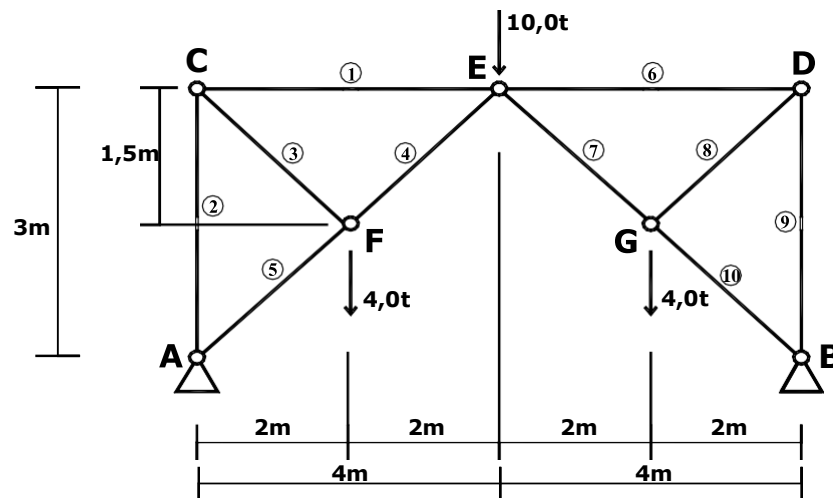 10,0t
C
①
E
⑥
D
1,5m
③
④
⑦
⑧
3m
②
F
G
⑨
⑤
4,0t
4,0t
⑩
A
B
2m
2m
2m
2m
4m
4m